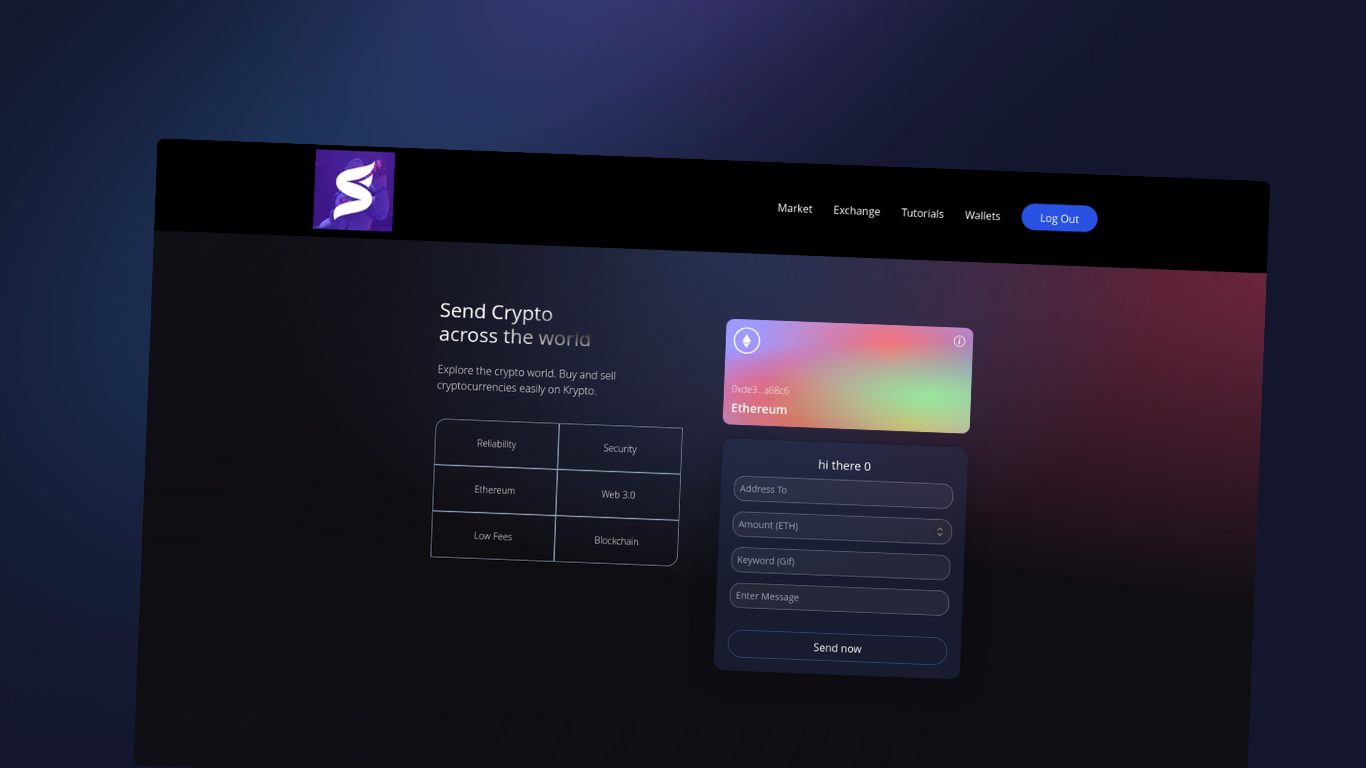 Market
Exchange
Tutorials
Wallets
Log Out
Send Crypto
across the world
Explore the crypto world. Buy and sell
cryptocurrencies easily on Krypto.
Reliability
Security
Ethereum
Web 3.0
Low Fees
Blockchain
0xde3...a68c6
Ethereum
hi there 0
Address To
Amount (ETH)
Keyword (Gif)
Enter Message
Send now